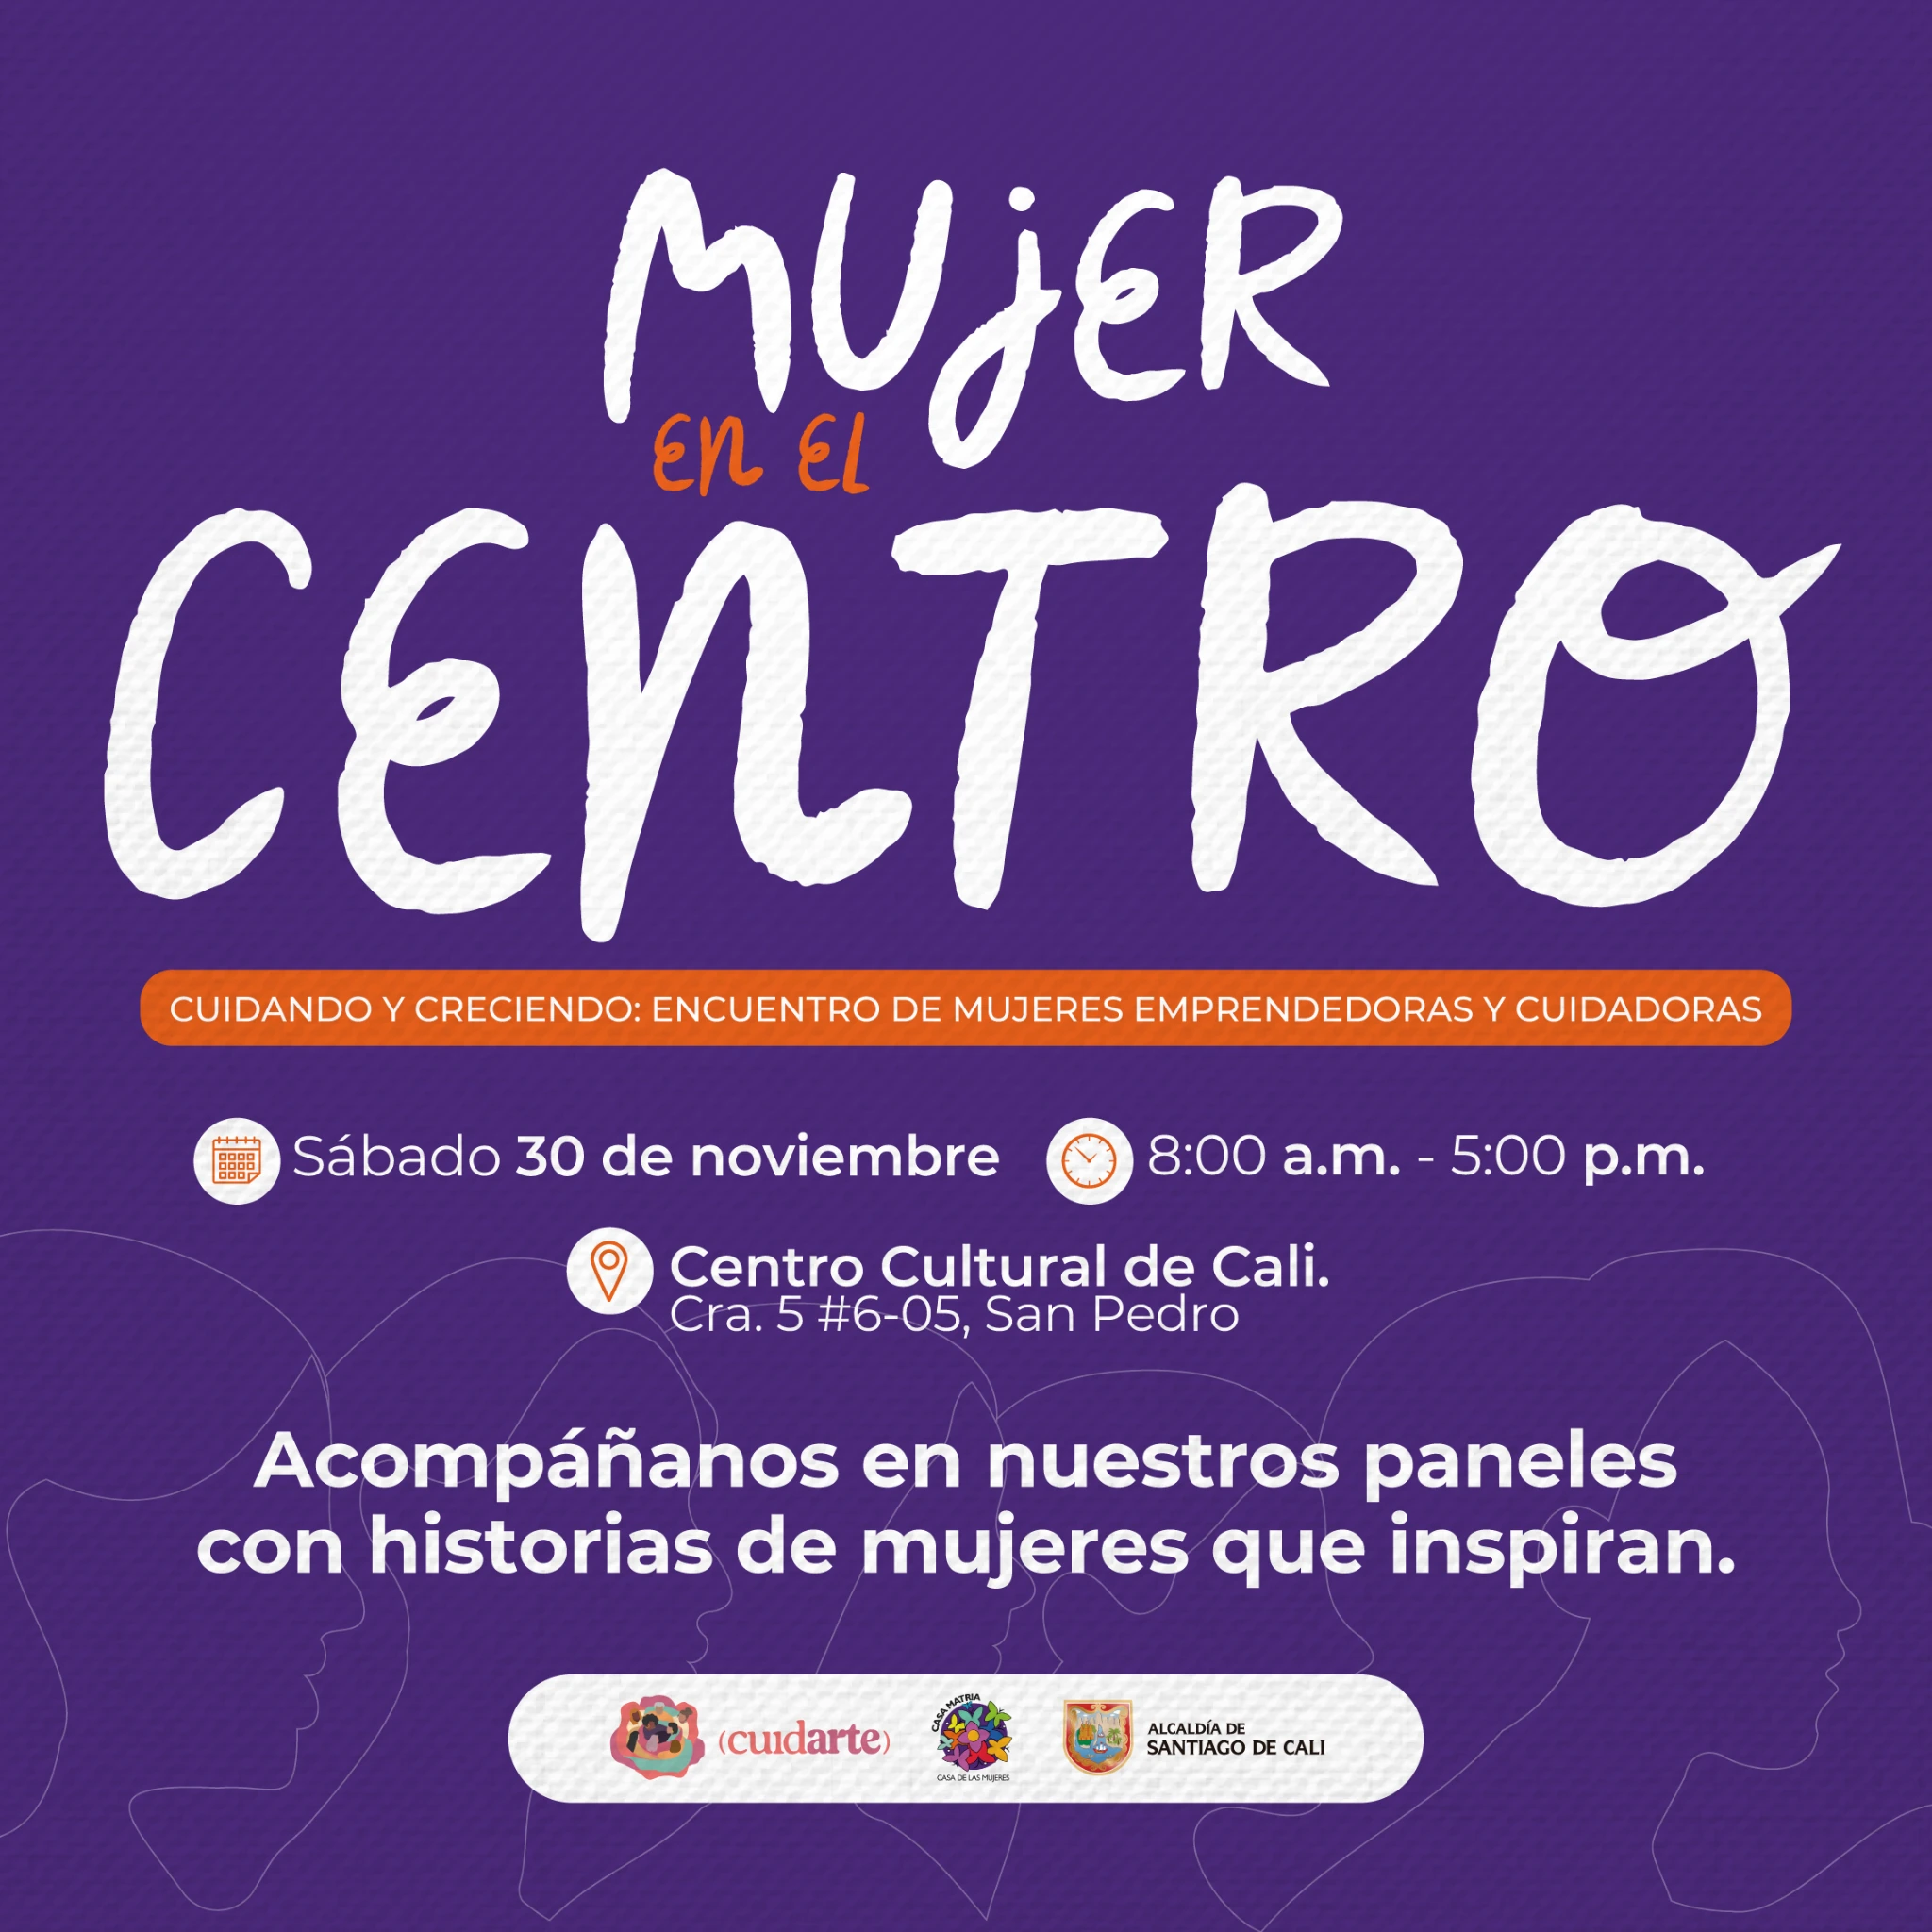 MUjER
EN El
CENTRO
CUIDANDO Y CRECIENDO: ENCUENTRO DE MUJERES EMPRENDEDORAS Y CUIDADORAS
Sábado 30 de noviembre
8:00 a.m. - 5:00 p.m.
Centro Cultural de Cali.
Cra. 5 #6-05, San Pedro
Acompáñanos en nuestros paneles
con historias de mujeres que inspiran.
(cuidarte)
CASA MATRIA
CASA DE LAS MUJERES
ALCALDÍA DE
SANTIAGO DE CALI